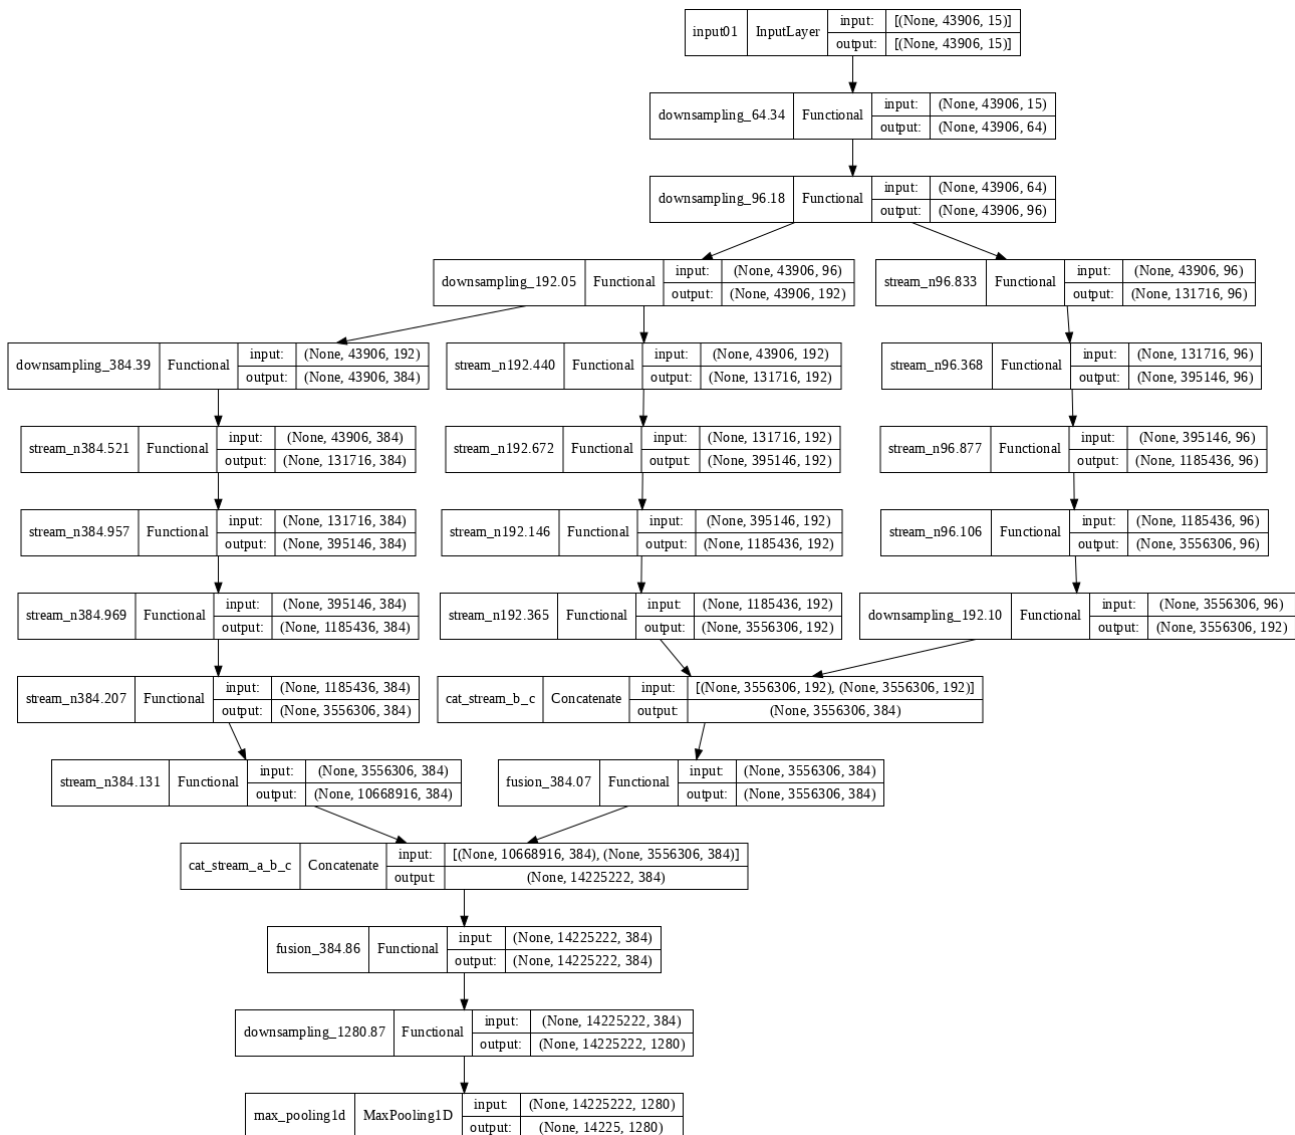 input01 InputLayer input: [(None, 43906, 15)]
output: [(None, 43906, 15)]
downsampling_64.34 Functional input: (None, 43906, 15)
output: (None, 43906, 64)
downsampling_96.18 Functional input: (None, 43906, 64)
output: (None, 43906, 96)
downsampling_192.05 Functional input: (None, 43906, 96)
output: (None, 43906, 192)
stream_n96.833 Functional input: (None, 43906, 96)
output: (None, 131716, 96)
downsampling_384.39 Functional input: (None, 43906, 192)
output: (None, 43906, 384)
stream_n192.440 Functional input: (None, 43906, 192)
output: (None, 131716, 192)
stream_n96.368 Functional input: (None, 131716, 96)
output: (None, 395146, 96)
stream_n384.521 Functional input: (None, 43906, 384)
output: (None, 131716, 384)
stream_n192.672 Functional input: (None, 131716, 192)
output: (None, 395146, 192)
stream_n96.877 Functional input: (None, 395146, 96)
output: (None, 1185436, 96)
stream_n384.957 Functional input: (None, 131716, 384)
output: (None, 395146, 384)
stream_n192.146 Functional input: (None, 395146, 192)
output: (None, 1185436, 192)
stream_n96.106 Functional input: (None, 1185436, 96)
output: (None, 3556306, 96)
stream_n384.969 Functional input: (None, 395146, 384)
output: (None, 1185436, 384)
stream_n192.365 Functional input: (None, 1185436, 192)
output: (None, 3556306, 192)
downsampling_192.10 Functional input: (None, 3556306, 96)
output: (None, 3556306, 192)
stream_n384.207 Functional input: (None, 1185436, 384)
output: (None, 3556306, 384)
cat_stream_b_c Concatenate input: [(None, 3556306, 192), (None, 3556306, 192)]
output: (None, 3556306, 384)
stream_n384.131 Functional input: (None, 3556306, 384)
output: (None, 10668916, 384)
fusion_384.07 Functional input: (None, 3556306, 384)
output: (None, 3556306, 384)
cat_stream_a_b_c Concatenate input: [(None, 10668916, 384), (None, 3556306, 384)]
output: (None, 14225222, 384)
fusion_384.86 Functional input: (None, 14225222, 384)
output: (None, 14225222, 384)
downsampling_1280.87 Functional input: (None, 14225222, 384)
output: (None, 14225222, 1280)
max_pooling1d MaxPooling1D input: (None, 14225222, 1280)
output: (None, 14225, 1280)